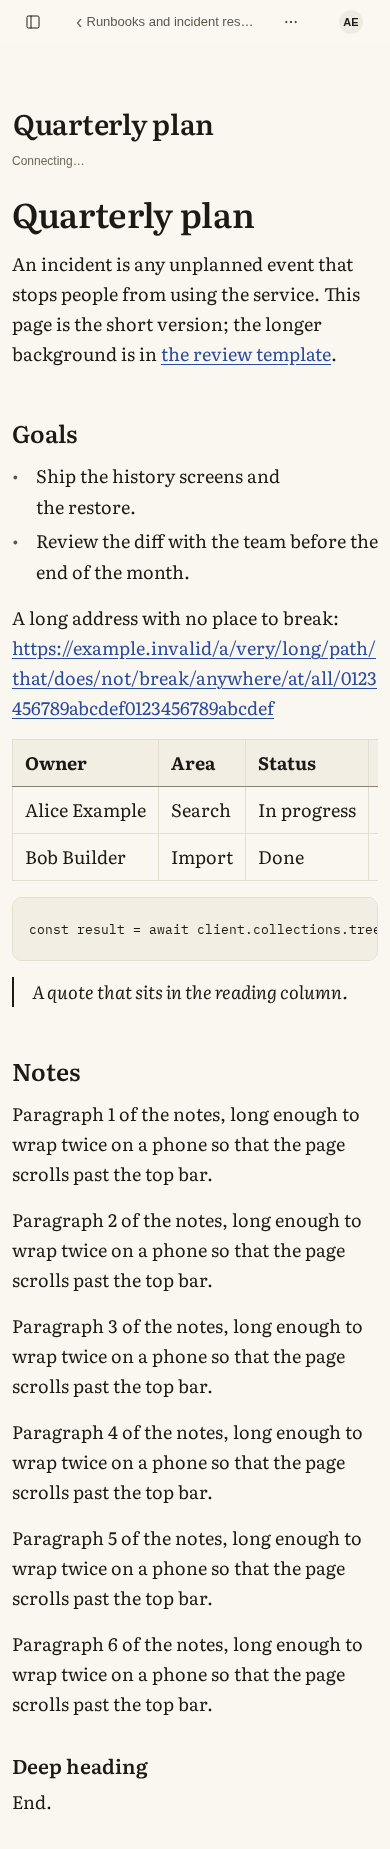 ‹ Runbooks and incident res…
AE
Quarterly plan
Connecting…
Quarterly plan
An incident is any unplanned event that
stops people from using the service. This
page is the short version; the longer
background is in the review template.
Goals
• Ship the history screens and
the restore.
• Review the diff with the team before the
end of the month.
A long address with no place to break:
https://example.invalid/a/very/long/path/
that/does/not/break/anywhere/at/all/0123
456789abcdef0123456789abcdef
Owner Area Status
Alice Example Search In progress
Bob Builder Import Done
const result = await client.collections.tree
A quote that sits in the reading column.
Notes
Paragraph 1 of the notes, long enough to
wrap twice on a phone so that the page
scrolls past the top bar.
Paragraph 2 of the notes, long enough to
wrap twice on a phone so that the page
scrolls past the top bar.
Paragraph 3 of the notes, long enough to
wrap twice on a phone so that the page
scrolls past the top bar.
Paragraph 4 of the notes, long enough to
wrap twice on a phone so that the page
scrolls past the top bar.
Paragraph 5 of the notes, long enough to
wrap twice on a phone so that the page
scrolls past the top bar.
Paragraph 6 of the notes, long enough to
wrap twice on a phone so that the page
scrolls past the top bar.
Deep heading
End.